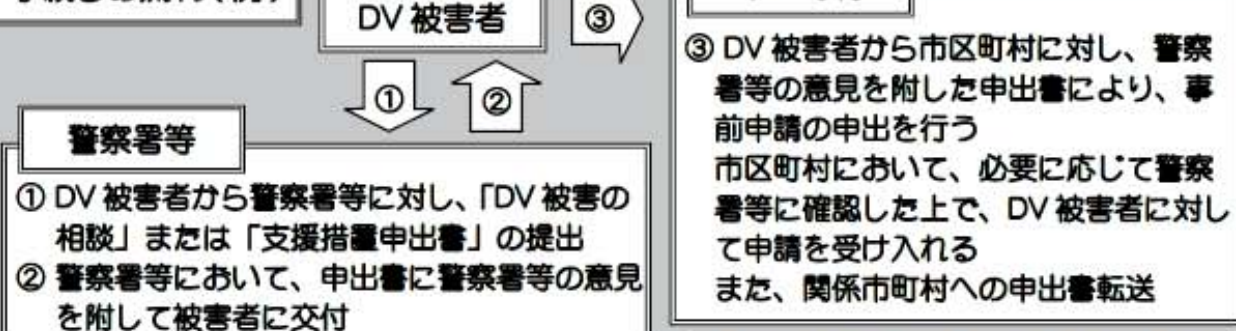 DV 被害者
③
①
②
警察署等
① DV 被害者から警察署等に対し、「DV 被害の
相談」または「支援措置申出書」の提出
② 警察署等において、申出書に警察署等の意見
を附して被害者に交付
③ DV 被害者から市区町村に対し、警察
署等の意見を附した申出書により、事
前申請の申出を行う
市区町村において、必要に応じて警察
署等に確認した上で、DV 被害者に対し
て申請を受け入れる
また、関係市町村への申出書転送